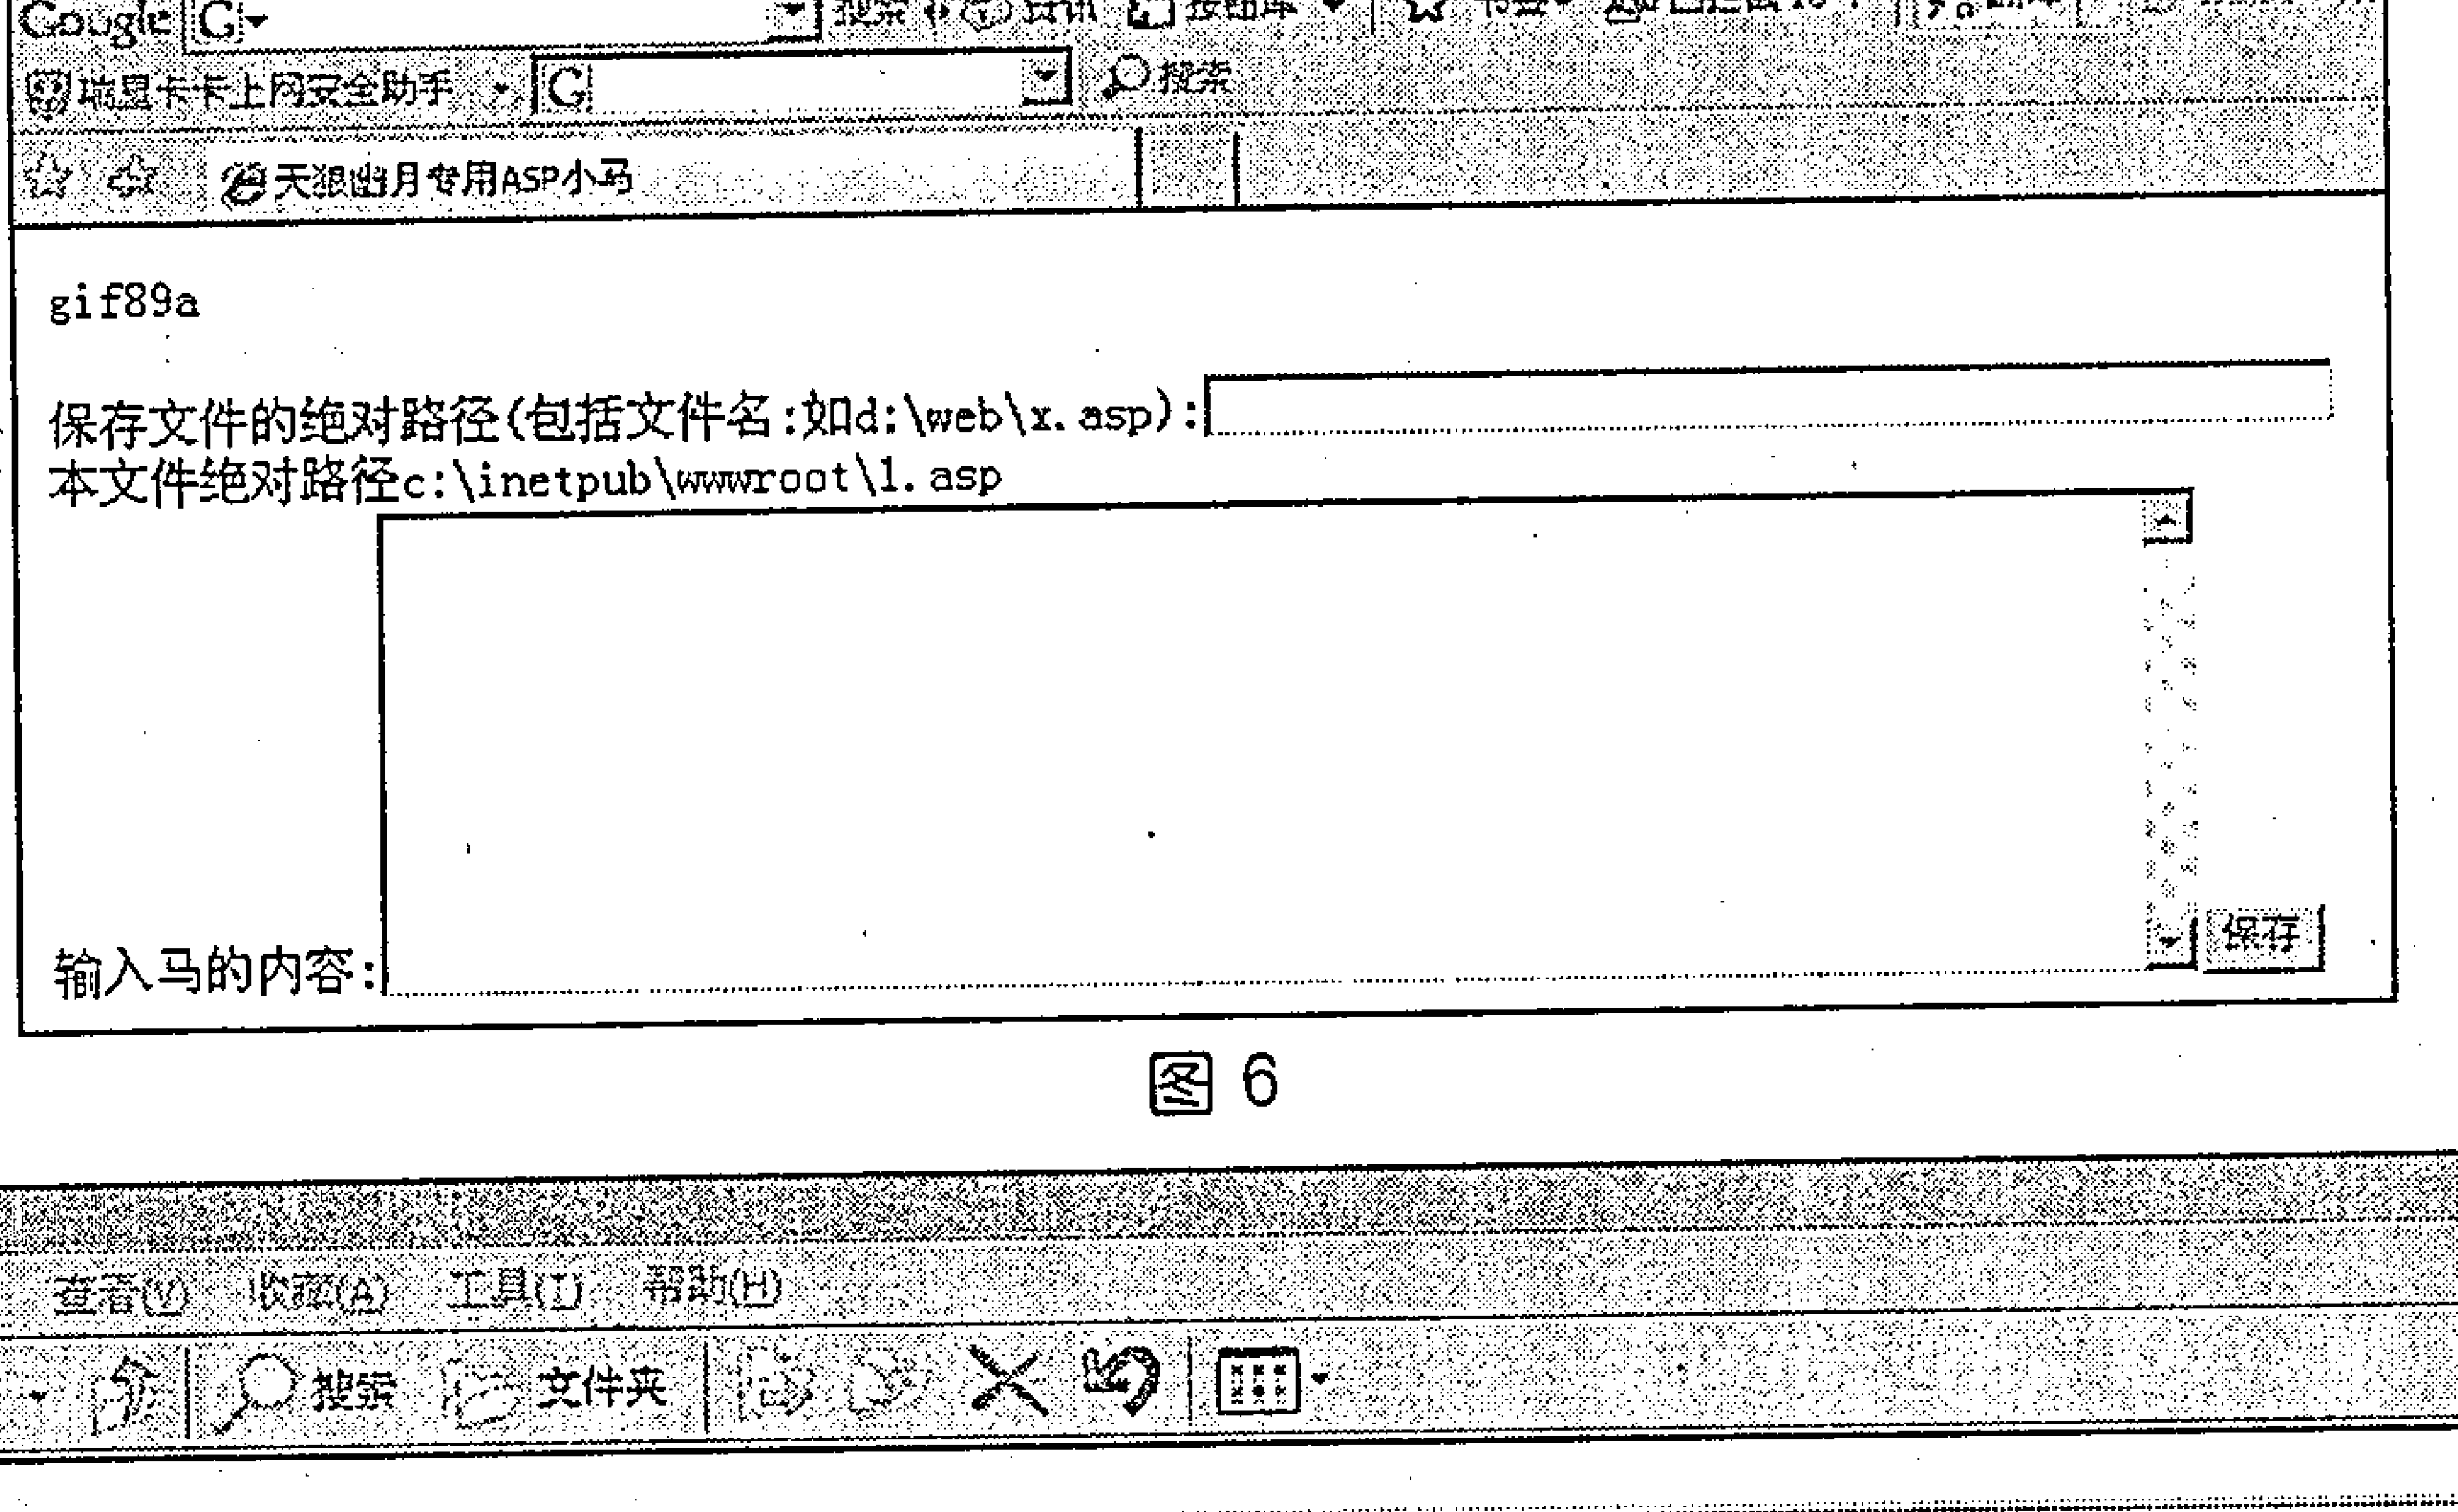 Google G
搜索
瑞星卡卡上网安全助手 G 搜索
天狼幽月专用ASP小马
gif89a
保存文件的绝对路径(包括文件名:如d:\web\x.asp):
本文件绝对路径c:\inetpub\wwwroot\1.asp
输入马的内容:
保存
图 6
查看(V) 收藏(A) 工具(T) 帮助(H)
搜索 文件夹